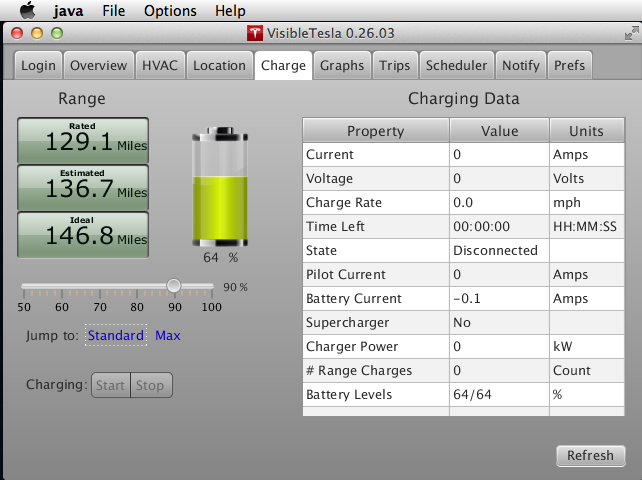 java File Options Help
VisibleTesla 0.26.03
Login Overview HVAC Location Charge Graphs Trips Scheduler Notify Prefs
Range
Rated
129.1 Miles
Estimated
136.7 Miles
Ideal
146.8 Miles
64 %
90 %
50 60 70 80 90 100
Jump to: Standard Max
Charging: Start Stop
Charging Data
Property Value Units
Current 0 Amps
Voltage 0 Volts
Charge Rate 0.0 mph
Time Left 00:00:00 HH:MM:SS
State Disconnected
Pilot Current 0 Amps
Battery Current -0.1 Amps
Supercharger No
Charger Power 0 kW
# Range Charges 0 Count
Battery Levels 64/64 %
Refresh